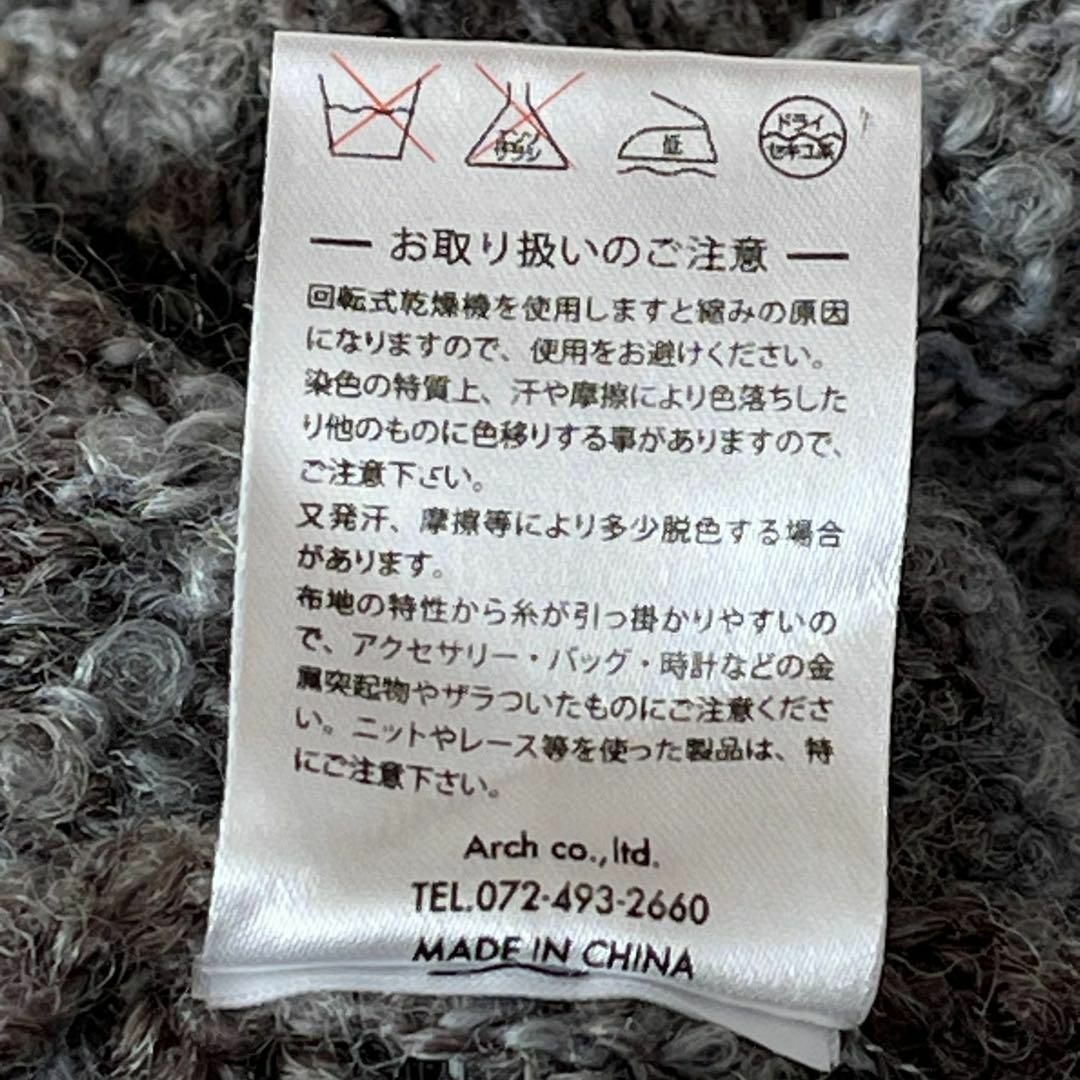 エンソ
サラシ
低
ドライ
セキユ系
お取り扱いのご注意
回転式乾燥機を使用しますと縮みの原因
になりますので、使用をお避けください。
染色の特質上、汗や摩擦により色落ちした
り他のものに色移りする事がありますので、
ご注意下さい。
又発汗、摩擦等により多少脱色する場合
があります。
布地の特性から糸が引っ掛かりやすいの
で、アクセサリー・バッグ・時計などの金
属突起物やザラついたものにご注意くださ
い。ニットやレース等を使った製品は、特
にご注意下さい。
Arch co.,ltd.
TEL.072-493-2660
MADE IN CHINA